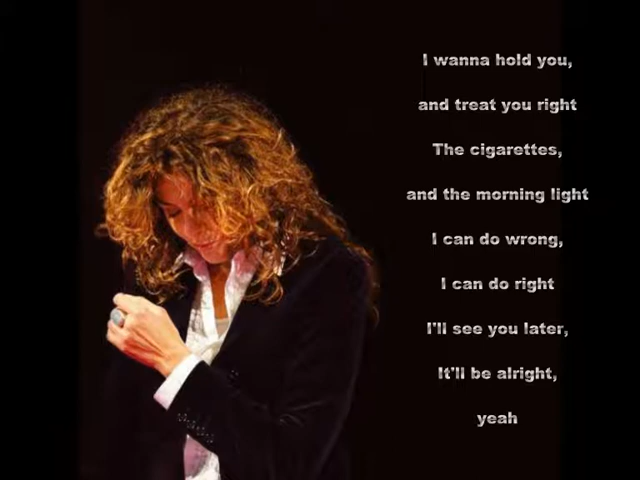 I wanna hold you,
and treat you right
The cigarettes,
and the morning light
I can do wrong,
I can do right
I'll see you later,
It'll be alright,
yeah